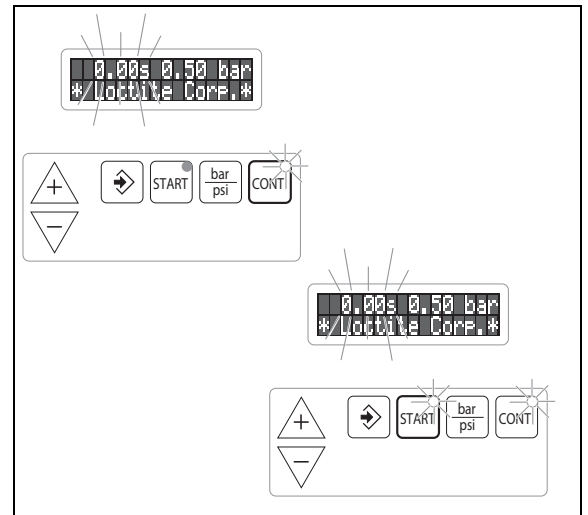 0.00s 0.50 bar
* Loctite Corp.*
+
START
bar
psi
CONT
−
0.00s 0.50 bar
* Loctite Corp.*
+
START
bar
psi
CONT
−